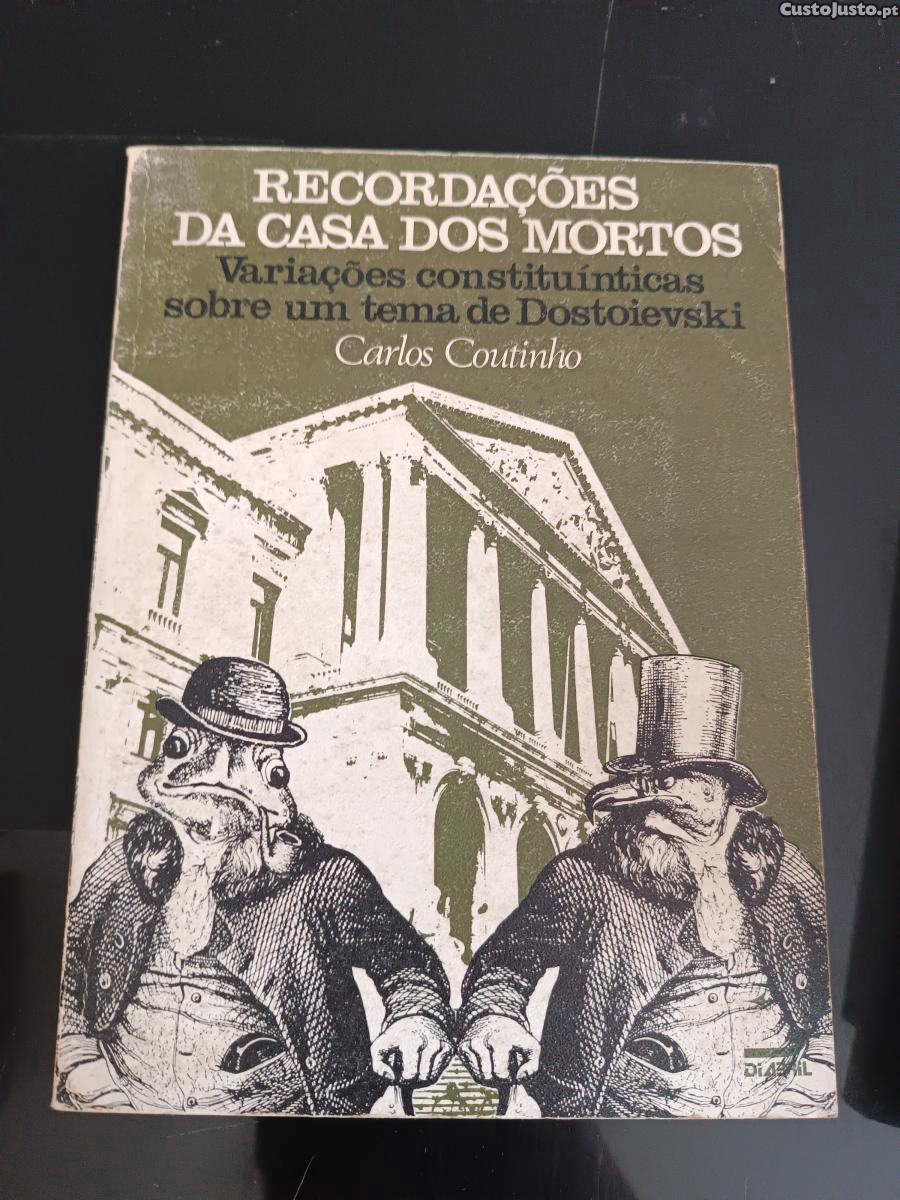 CustoJusto.pt
RECORDAÇÕES
DA CASA DOS MORTOS
Variações constituínticas
sobre um tema de Dostoievski
Carlos Coutinho
DIABRIL